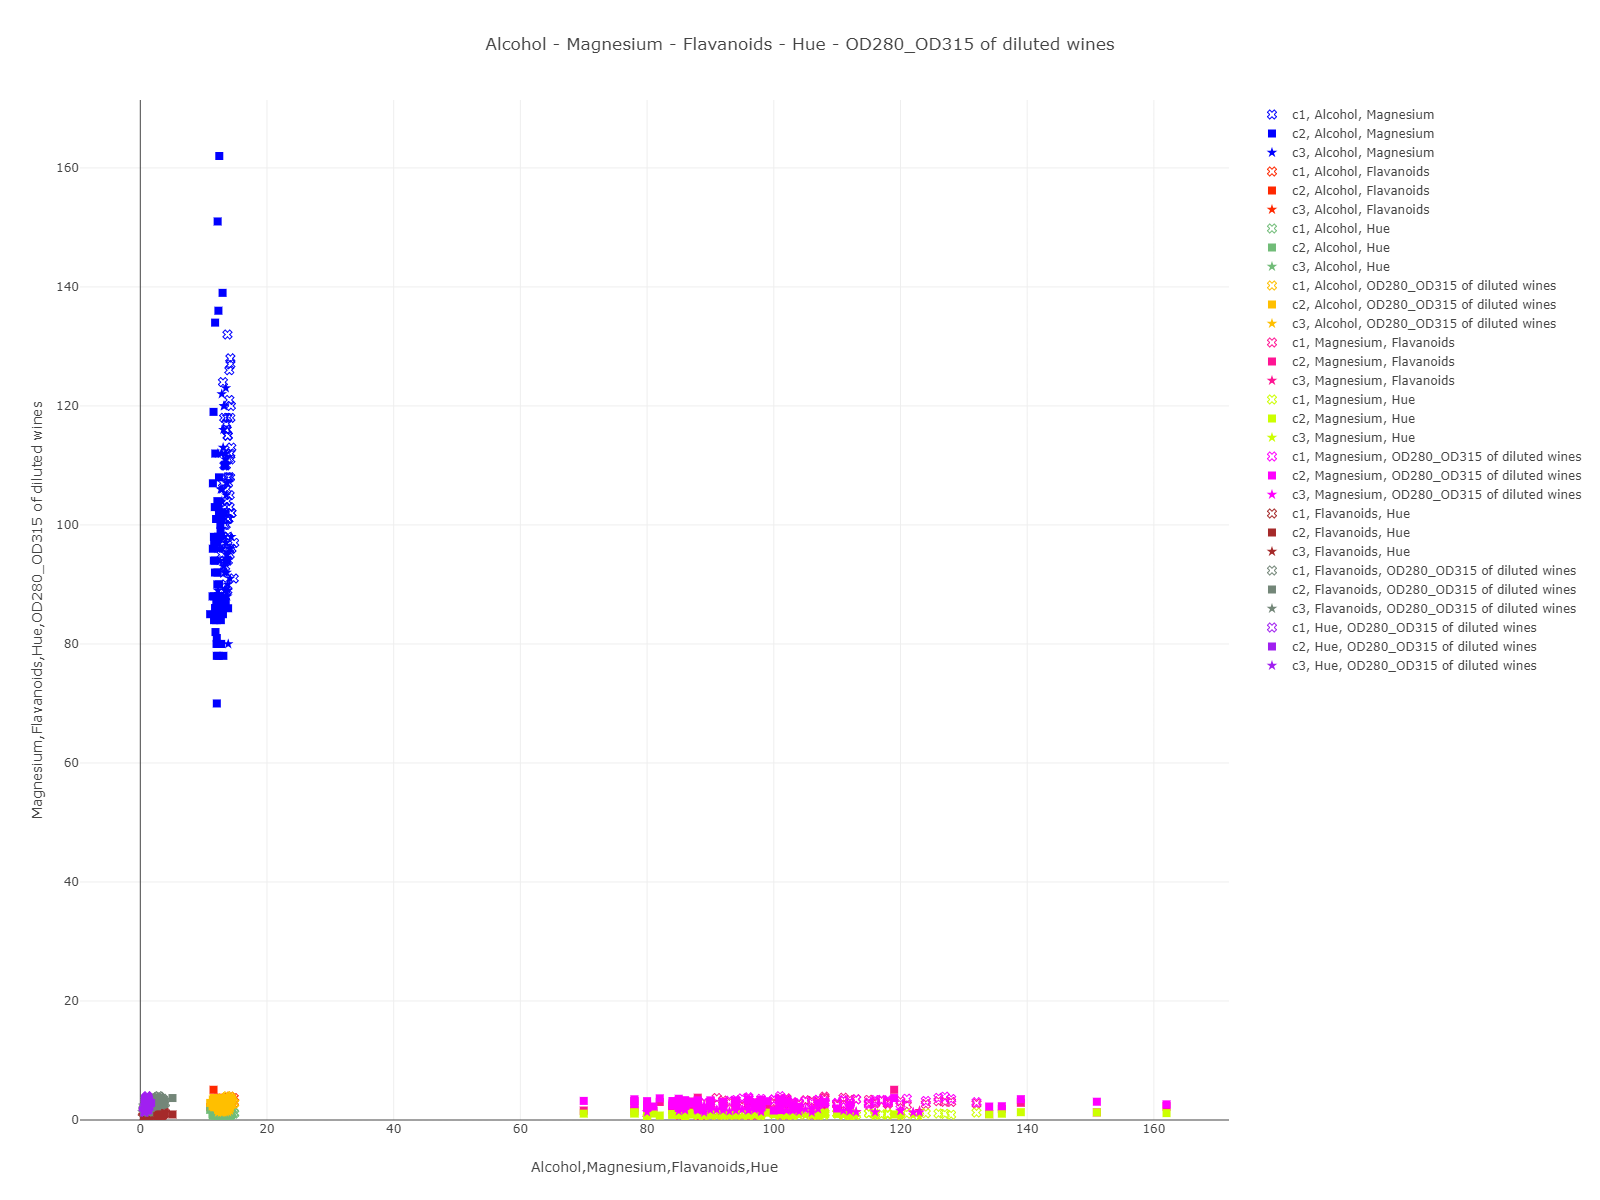 Alcohol - Magnesium - Flavanoids - Hue - OD280_OD315 of diluted wines
c1, Alcohol, Magnesium
c2, Alcohol, Magnesium
c3, Alcohol, Magnesium
c1, Alcohol, Flavanoids
c2, Alcohol, Flavanoids
c3, Alcohol, Flavanoids
c1, Alcohol, Hue
c2, Alcohol, Hue
c3, Alcohol, Hue
c1, Alcohol, OD280_OD315 of diluted wines
c2, Alcohol, OD280_OD315 of diluted wines
c3, Alcohol, OD280_OD315 of diluted wines
c1, Magnesium, Flavanoids
c2, Magnesium, Flavanoids
c3, Magnesium, Flavanoids
c1, Magnesium, Hue
c2, Magnesium, Hue
c3, Magnesium, Hue
c1, Magnesium, OD280_OD315 of diluted wines
c2, Magnesium, OD280_OD315 of diluted wines
c3, Magnesium, OD280_OD315 of diluted wines
c1, Flavanoids, Hue
c2, Flavanoids, Hue
c3, Flavanoids, Hue
c1, Flavanoids, OD280_OD315 of diluted wines
c2, Flavanoids, OD280_OD315 of diluted wines
c3, Flavanoids, OD280_OD315 of diluted wines
c1, Hue, OD280_OD315 of diluted wines
c2, Hue, OD280_OD315 of diluted wines
c3, Hue, OD280_OD315 of diluted wines
Magnesium,Flavanoids,Hue,OD280_OD315 of diluted wines
160
140
120
100
80
60
40
20
0
0 20 40 60 80 100 120 140 160
Alcohol,Magnesium,Flavanoids,Hue